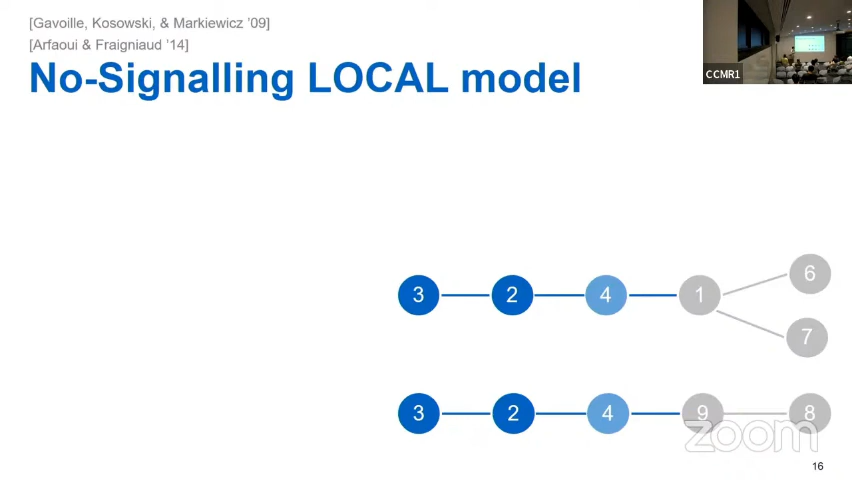 [Gavoille, Kosowski, & Markiewicz '09]
[Arfaoui & Fraigniaud '14]
No-Signalling LOCAL model
CCMR1
6
3 2 4 1
7
3 2 4 9 8
zoom
16